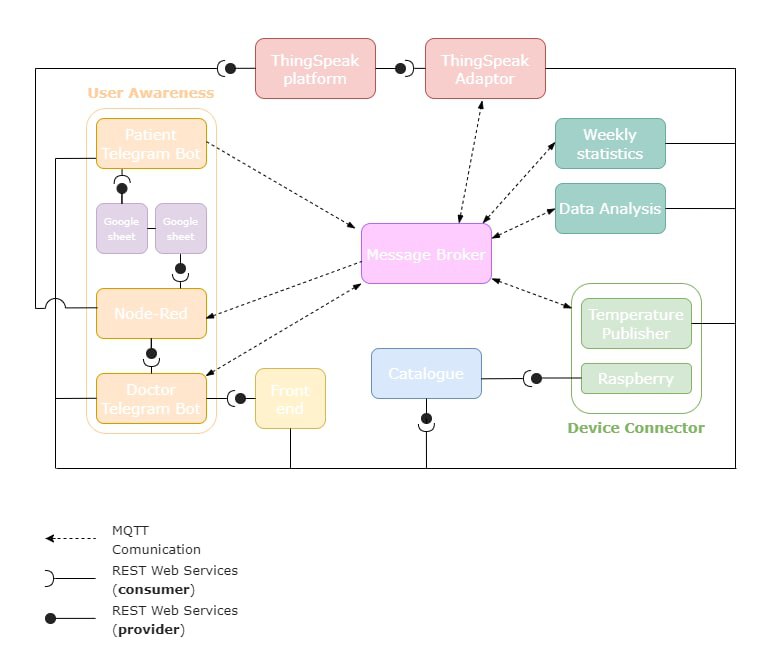 ThingSpeak
platform
ThingSpeak
Adaptor
User Awareness
Patient
Telegram Bot
Weekly
statistics
Google
sheet
Google
sheet
Data Analysis
Message Broker
Node-Red
Temperature
Publisher
Catalogue
Raspberry
Doctor
Telegram Bot
Front
end
Device Connector
MQTT
Comunication
REST Web Services
(consumer)
REST Web Services
(provider)